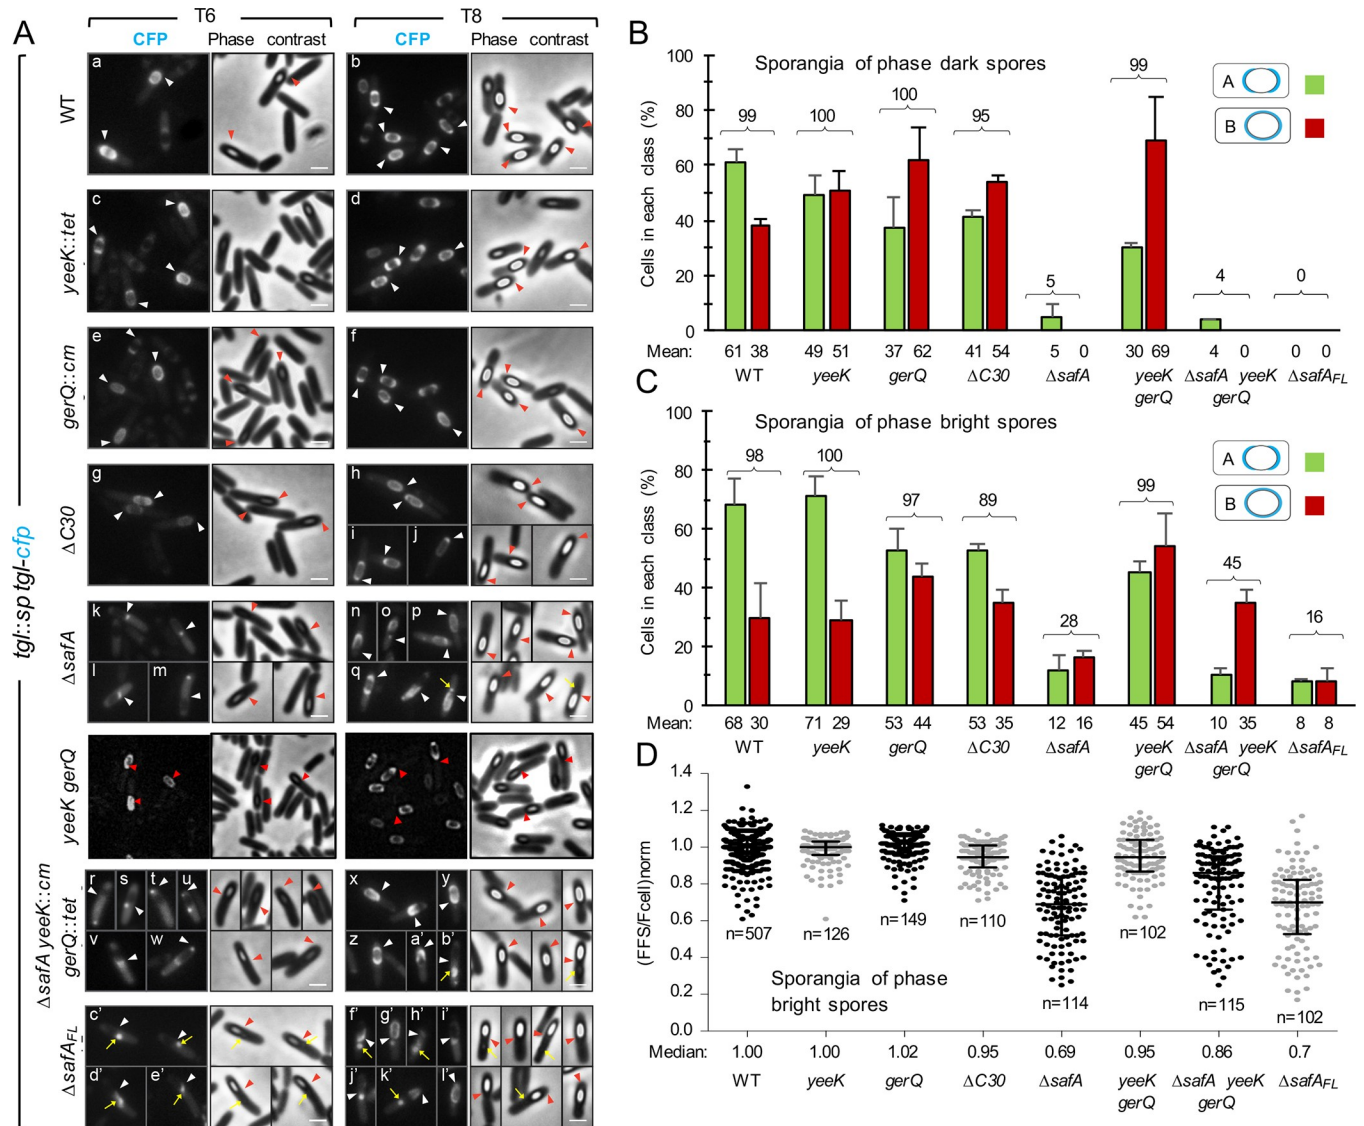 A
T6
T8
CFP
Phase contrast
CFP
Phase contrast
tgl::sp tgl-cfp
WT
a
b
yeeK::tet
c
d
gerQ::cm
e
f
ΔC30
g
h
i
j
ΔsafA
k
n
o
p
l
m
q
yeeK gerQ
ΔsafA yeeK::cm
gerQ::tet
r
s
t
u
x
y
v
w
z
a'
b'
ΔsafAFL
c'
f'
g'
h'
i'
d'
e'
j'
k'
l'
B
Sporangia of phase dark spores
Cells in each class (%)
100
80
60
40
20
0
99
100
100
95
5
99
4
0
A
B
Mean:
61 38
49 51
37 62
41 54
5 0
30 69
4 0
0 0
WT
yeeK
gerQ
ΔC30
ΔsafA
yeeK
gerQ
ΔsafA yeeK
gerQ
ΔsafAFL
C
Sporangia of phase bright spores
Cells in each class (%)
100
80
60
40
20
0
98
100
97
89
28
99
45
16
A
B
Mean:
68 30
71 29
53 44
53 35
12 16
45 54
10 35
8 8
WT
yeeK
gerQ
ΔC30
ΔsafA
yeeK
gerQ
ΔsafA yeeK
gerQ
ΔsafAFL
D
(FFS/Fcell)norm
1.4
1.2
1.0
0.8
0.6
0.4
0.2
0.0
n=507
n=126
n=149
n=110
n=114
n=102
n=115
n=102
Sporangia of phase
bright spores
Median:
1.00
1.00
1.02
0.95
0.69
0.95
0.86
0.7
WT
yeeK
gerQ
ΔC30
ΔsafA
yeeK
gerQ
ΔsafA yeeK
gerQ
ΔsafAFL